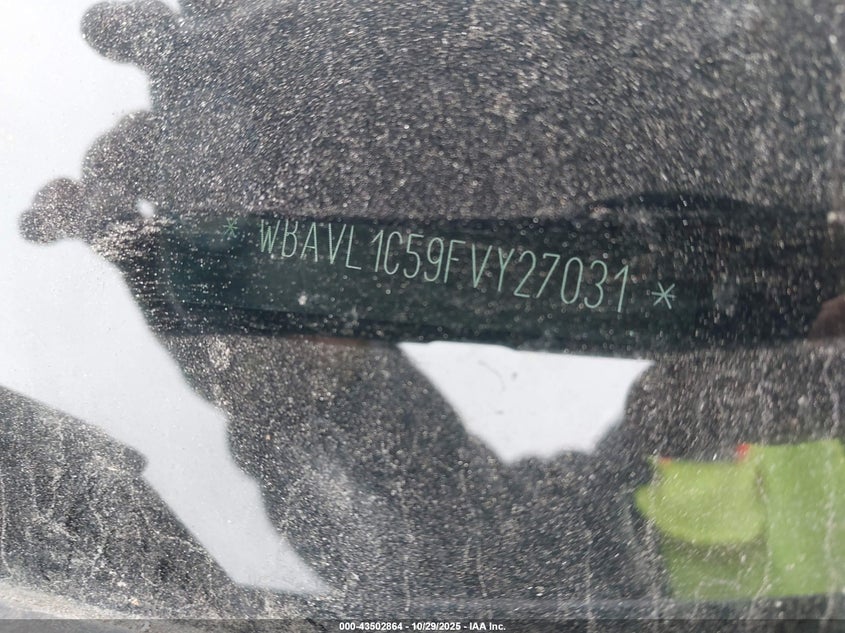 * WBAVL1C59FVY27031 *
000-43502864 - 10/29/2025 - IAA Inc.